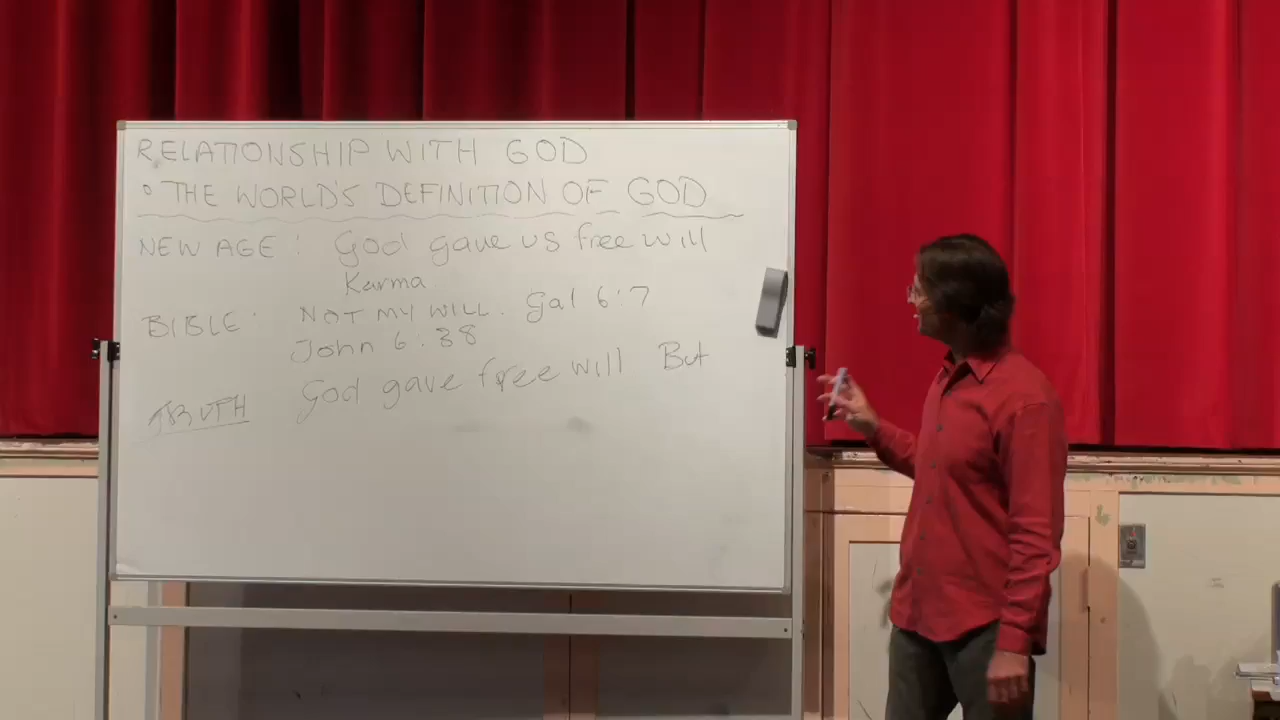 RELATIONSHIP WITH GOD
• THE WORLD'S DEFINITION OF GOD
NEW AGE: God gave us free will
Karma
BIBLE: NOT MY WILL. Gal 6:7
John 6:38
TRUTH God gave free will But